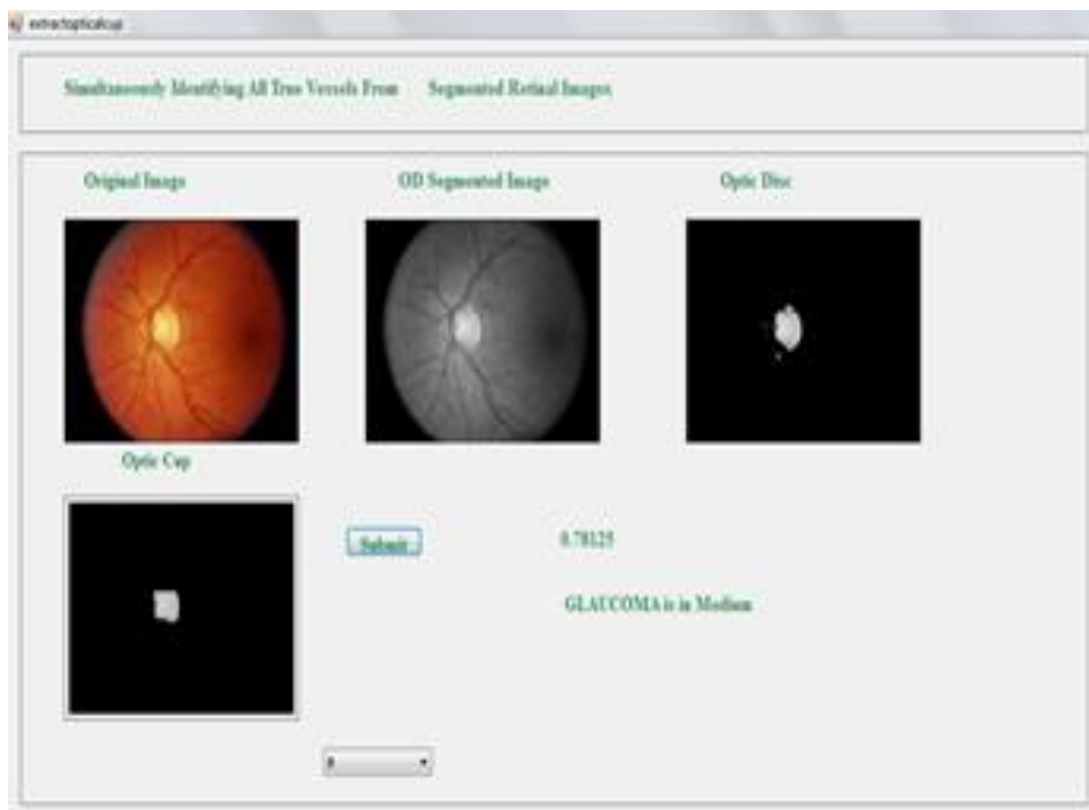 extractopticalcup
Simultaneously Identifying All True Vessels From Segmented Retinal Images
Original Image OD Segmented Image Optic Disc
Optic Cup
Submit 0.78125
GLAUCOMA is in Medium